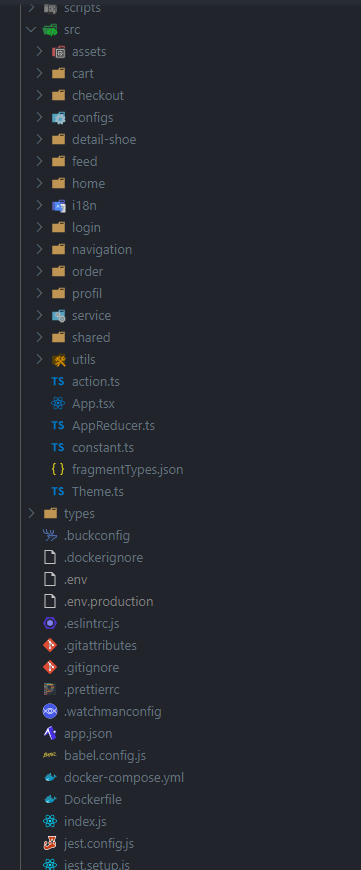 scripts
src
assets
cart
checkout
configs
detail-shoe
feed
home
i18n
login
navigation
order
profil
service
shared
utils
TS action.ts
App.tsx
TS AppReducer.ts
TS constant.ts
{ } fragmentTypes.json
TS Theme.ts
types
.buckconfig
.dockerignore
.env
.env.production
.eslintrc.js
.gitattributes
.gitignore
.prettierrc
.watchmanconfig
app.json
babel.config.js
docker-compose.yml
Dockerfile
index.js
jest.config.js
jest.setup.js